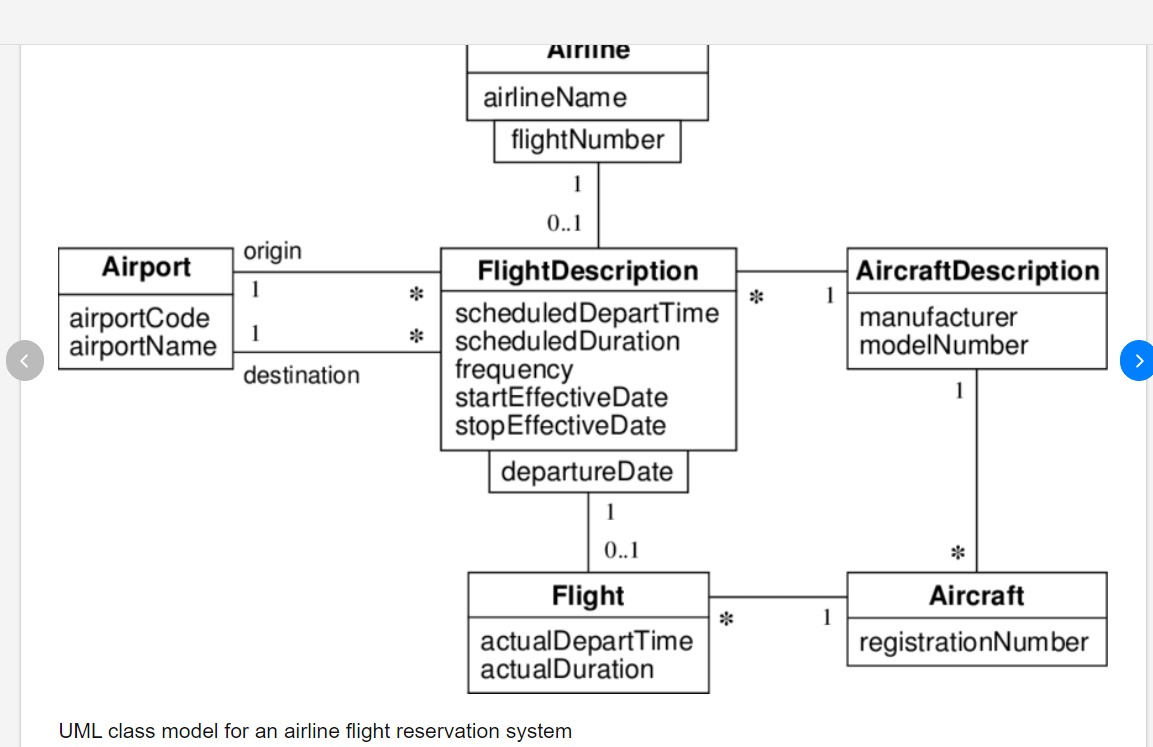 Airline
airlineName
flightNumber
1
0..1
origin
Airport
1
*
FlightDescription
*
1
AircraftDescription
airportCode
airportName
1
*
destination
scheduledDepartTime
scheduledDuration
frequency
startEffectiveDate
stopEffectiveDate
manufacturer
modelNumber
1
departureDate
1
0..1
*
Flight
*
1
Aircraft
actualDepartTime
actualDuration
registrationNumber
UML class model for an airline flight reservation system